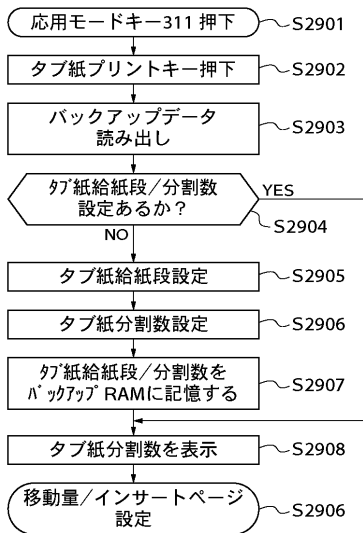 応用モードキー311 押下
S2901
タブ紙プリントキー押下
S2902
バックアップデータ
読み出し
S2903
ﾀﾌﾞ紙給紙段／分割数
設定あるか？
YES
S2904
NO
タブ紙給紙段設定
S2905
タブ紙分割数設定
S2906
ﾀﾌﾞ紙給紙段／分割数を
ﾊﾞｯｸｱｯﾌﾟRAMに記憶する
S2907
タブ紙分割数を表示
S2908
移動量／インサートページ
設定
S2906